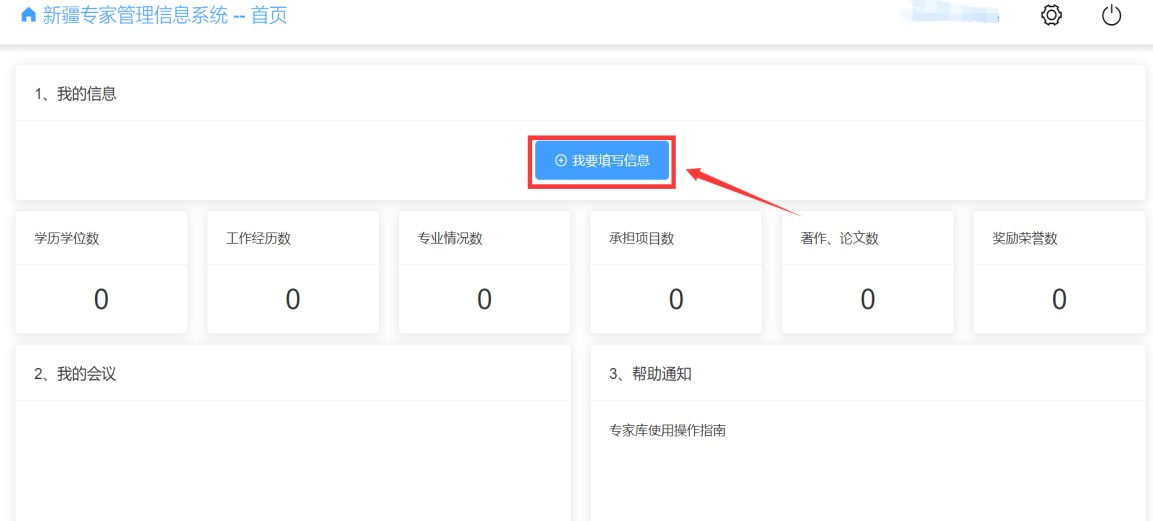 新疆专家管理信息系统 -- 首页
1、我的信息
我要填写信息
学历学位数
工作经历数
专业情况数
承担项目数
著作、论文数
奖励荣誉数
0
0
0
0
0
0
2、我的会议
3、帮助通知
专家库使用操作指南